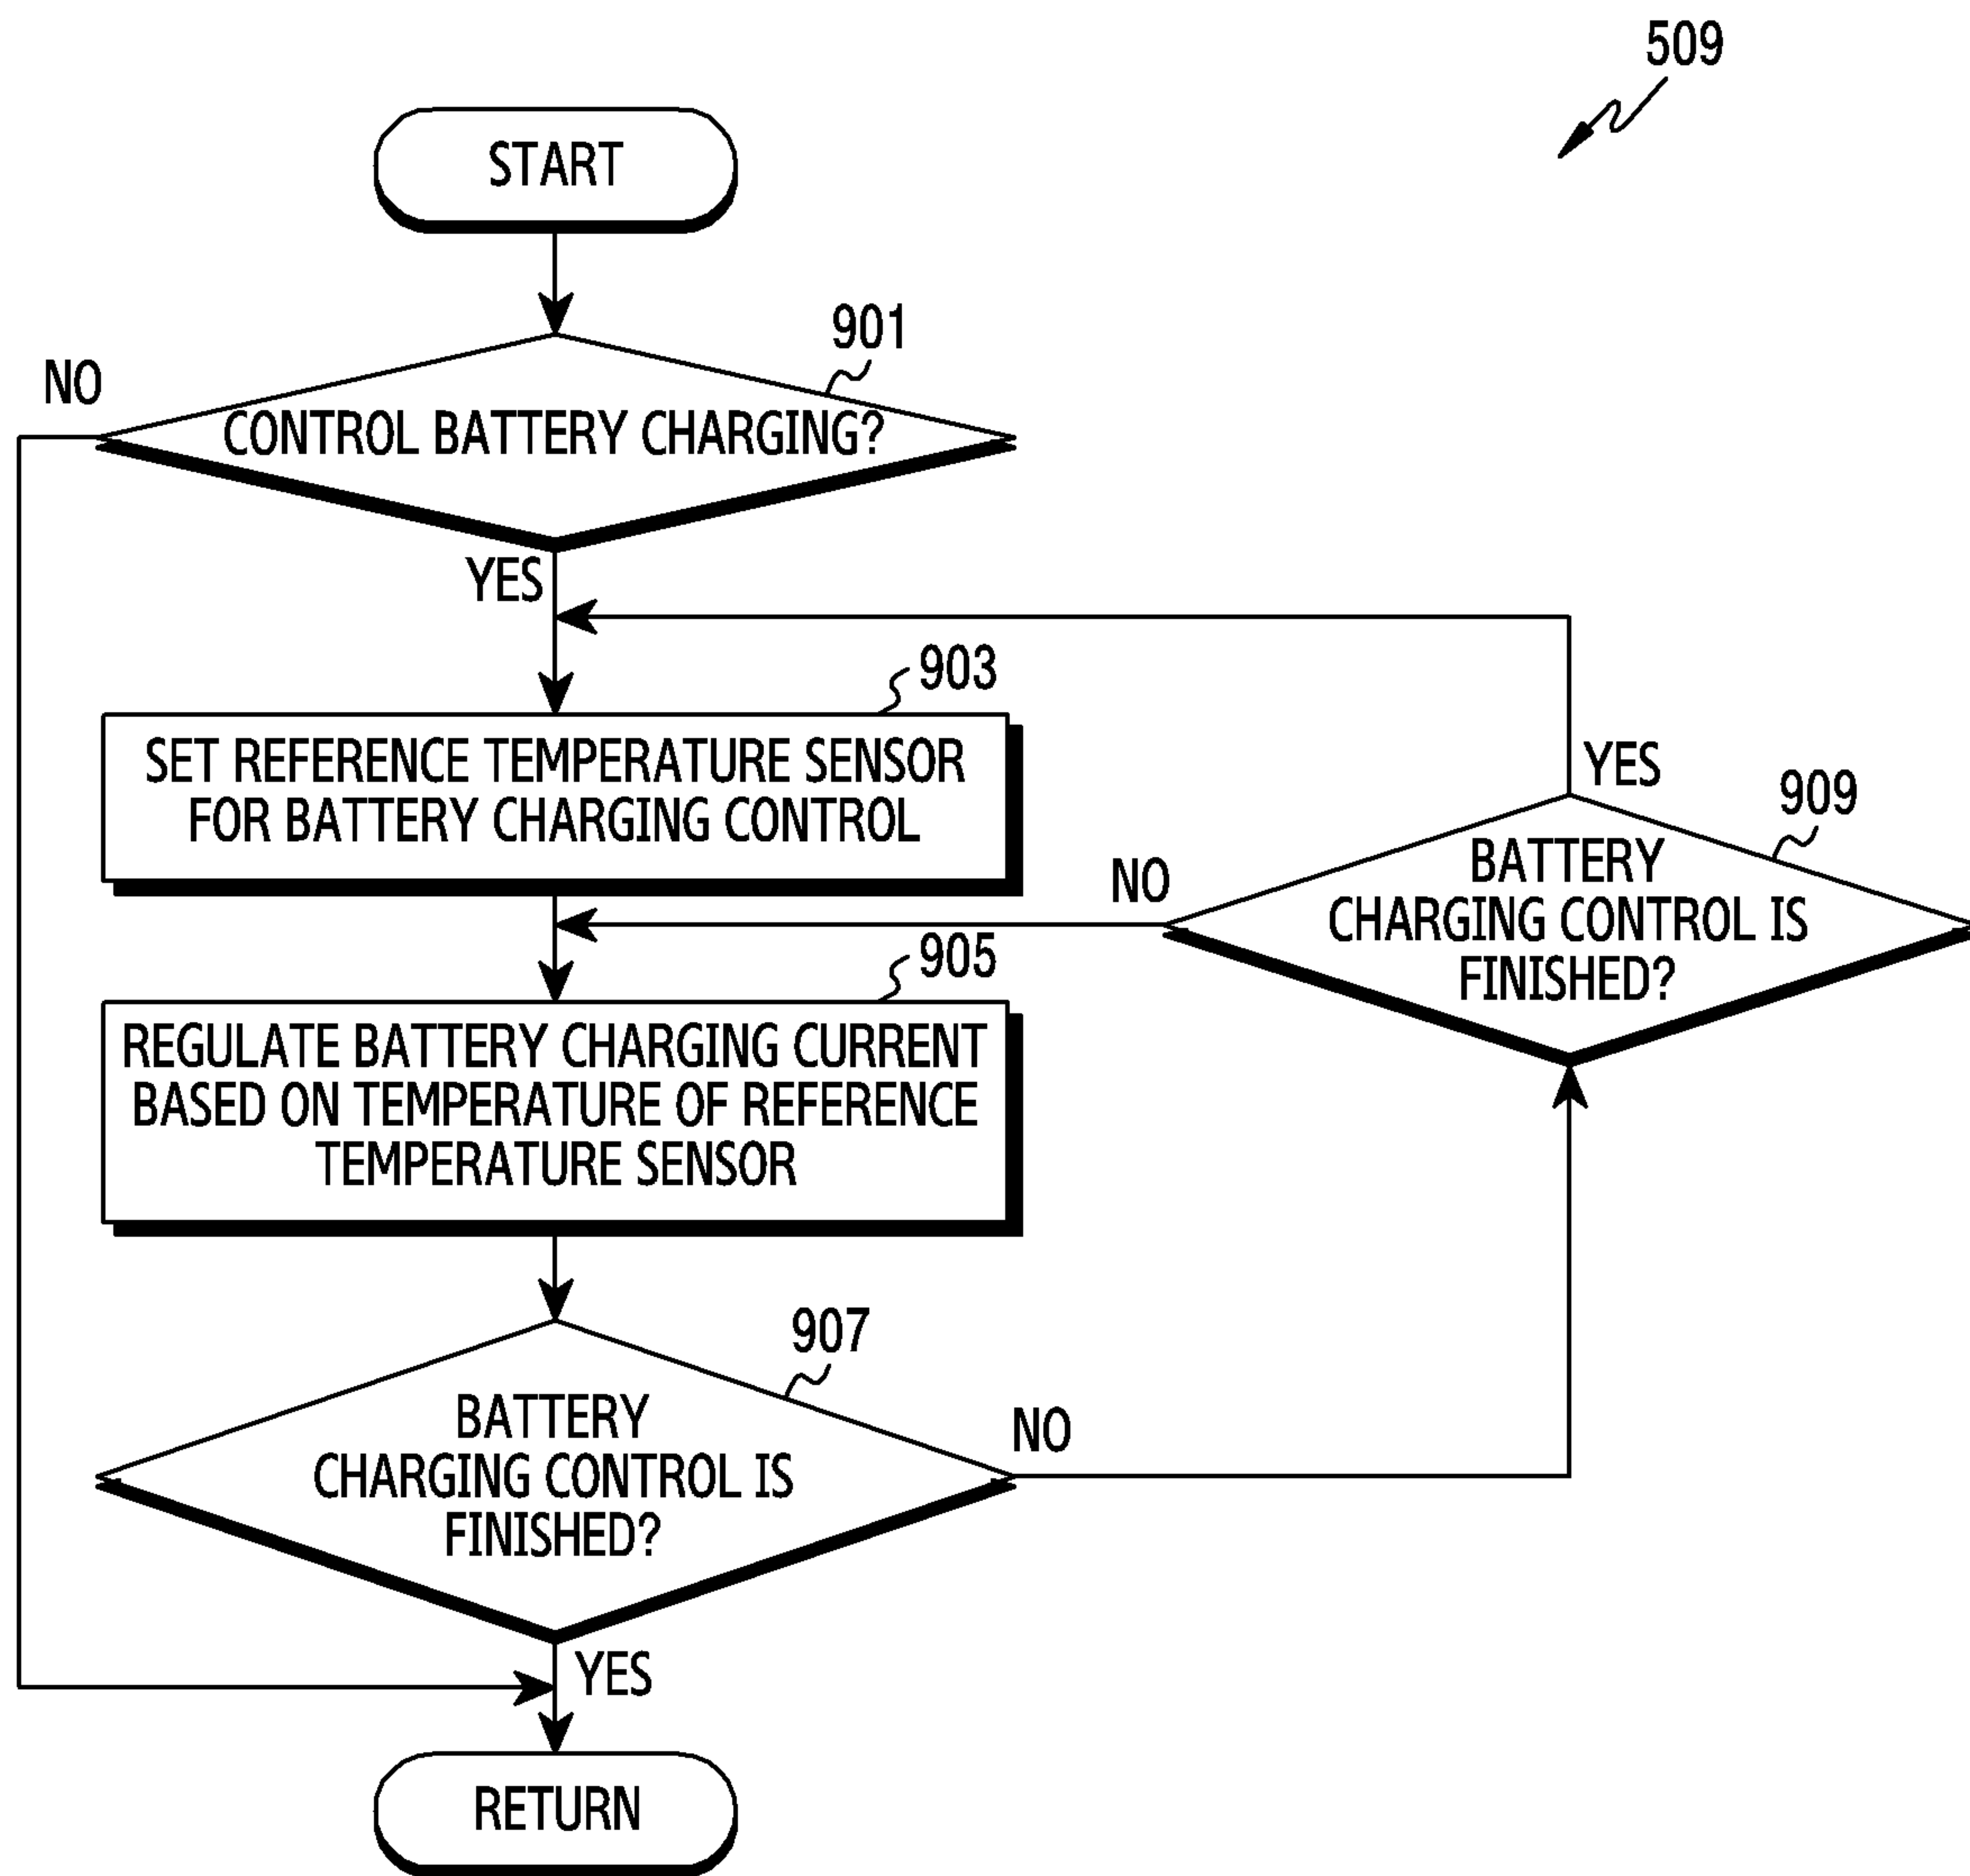 509
START
901
NO
CONTROL BATTERY CHARGING?
YES
903
SET REFERENCE TEMPERATURE SENSOR
FOR BATTERY CHARGING CONTROL
YES
909
NO
BATTERY
CHARGING CONTROL IS
FINISHED?
905
REGULATE BATTERY CHARGING CURRENT
BASED ON TEMPERATURE OF REFERENCE
TEMPERATURE SENSOR
907
BATTERY
CHARGING CONTROL IS
FINISHED?
NO
YES
RETURN